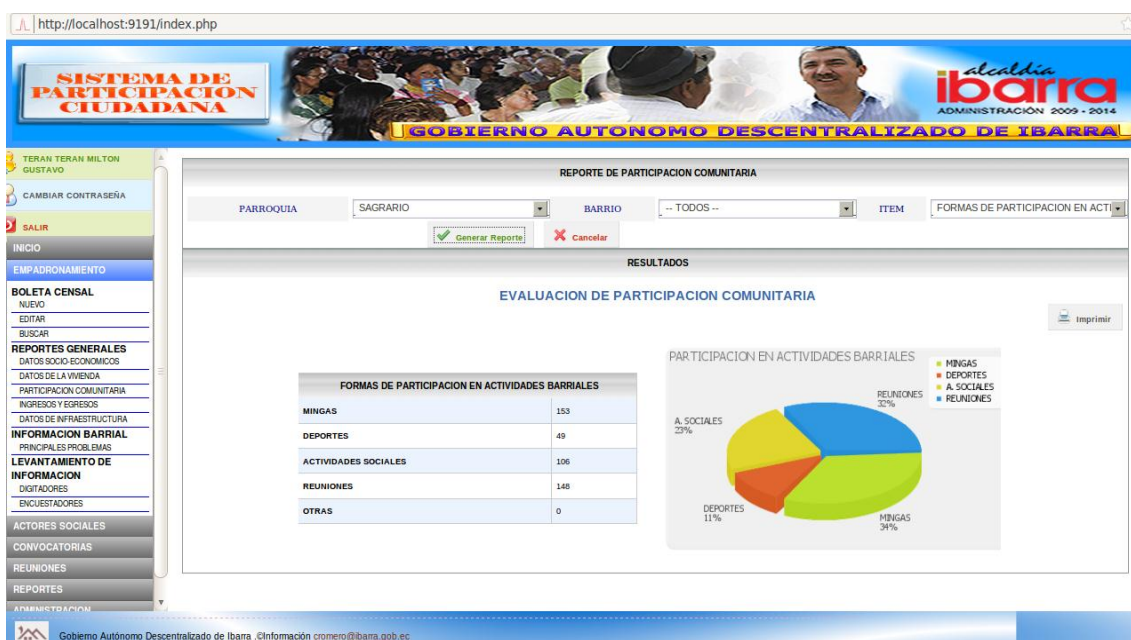 http://localhost:9191/index.php
SISTEMA DE
PARTICIPACIÓN
CIUDADANA
alcaldía
ibarra
ADMINISTRACIÓN 2009 - 2014
GOBIERNO AUTONOMO DESCENTRALIZADO DE IBARRA
TERAN TERAN MILTON
GUSTAVO
CAMBIAR CONTRASEÑA
SALIR
INICIO
EMPADRONAMIENTO
BOLETA CENSAL
NUEVO
EDITAR
BUSCAR
REPORTES GENERALES
DATOS SOCIO-ECONOMICOS
DATOS DE LA VIVIENDA
PARTICIPACION COMUNITARIA
INGRESOS Y EGRESOS
DATOS DE INFRAESTRUCTURA
INFORMACION BARRIAL
PRINCIPALES PROBLEMAS
LEVANTAMIENTO DE
INFORMACION
DIGITADORES
ENCUESTADORES
ACTORES SOCIALES
CONVOCATORIAS
REUNIONES
REPORTES
ADMINISTRACION
REPORTE DE PARTICIPACION COMUNITARIA
PARROQUIA SAGRARIO BARRIO -- TODOS -- ITEM FORMAS DE PARTICIPACION EN ACTI
Generar Reporte Cancelar
RESULTADOS
EVALUACION DE PARTICIPACION COMUNITARIA
Imprimir
FORMAS DE PARTICIPACION EN ACTIVIDADES BARRIALES
MINGAS 153
DEPORTES 49
ACTIVIDADES SOCIALES 106
REUNIONES 148
OTRAS 0
PARTICIPACION EN ACTIVIDADES BARRIALES
MINGAS
DEPORTES
A. SOCIALES
REUNIONES
REUNIONES
32%
A. SOCIALES
23%
DEPORTES
11%
MINGAS
34%
Gobierno Autónomo Descentralizado de Ibarra .©Información cromero@ibarra.gob.ec